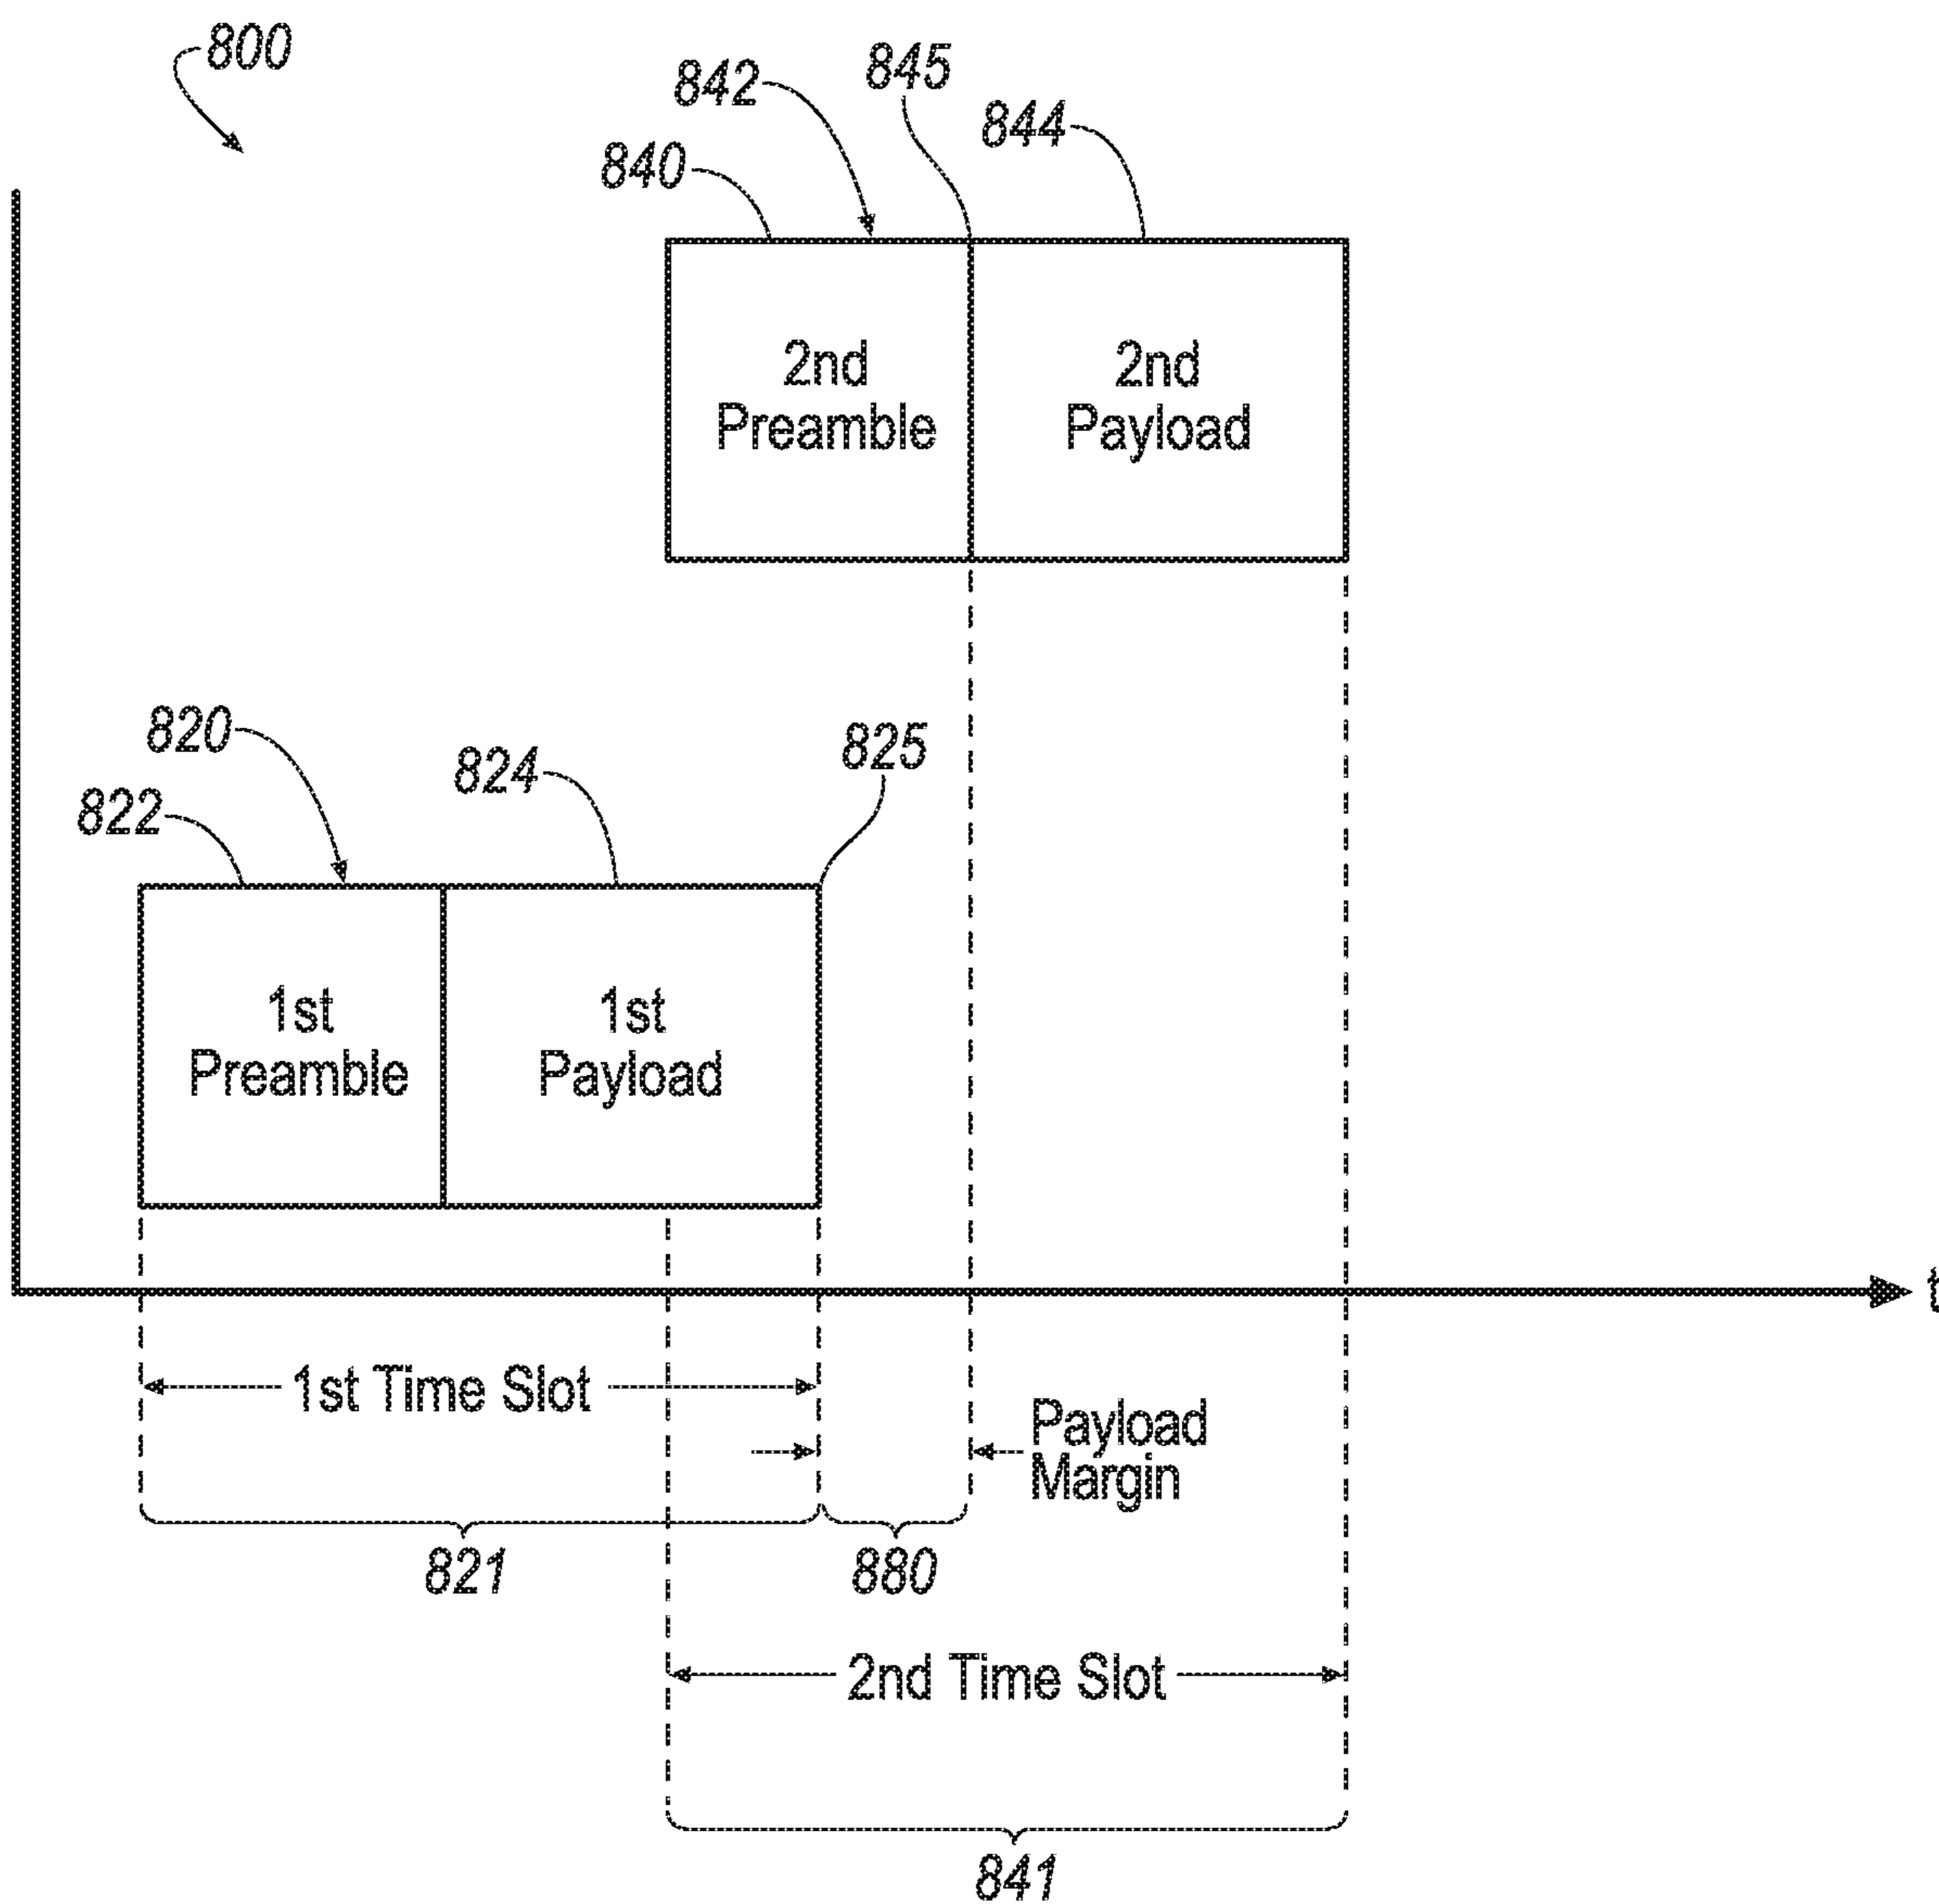 800
842
845
844
840
2nd
Preamble
2nd
Payload
820
824
825
822
1st
Preamble
1st
Payload
t
1st Time Slot
Payload
Margin
821
880
2nd Time Slot
841